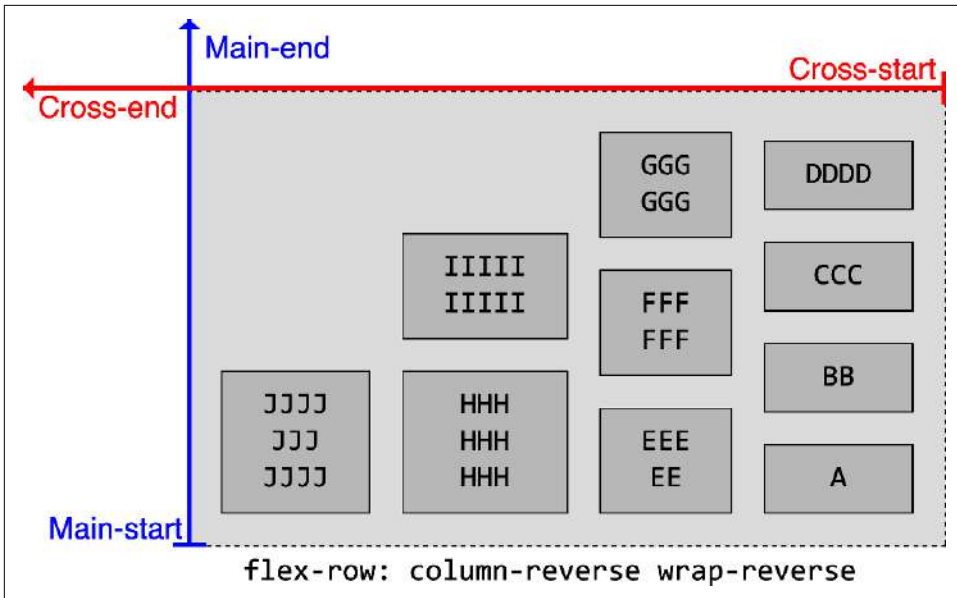 Main-end
Cross-start
Cross-end
GGG
GGG
DDDD
IIIII
IIIII
FFF
FFF
CCC
JJJJ
JJJ
JJJJ
HHH
HHH
HHH
EEE
EE
BB
A
Main-start
flex-row: column-reverse wrap-reverse